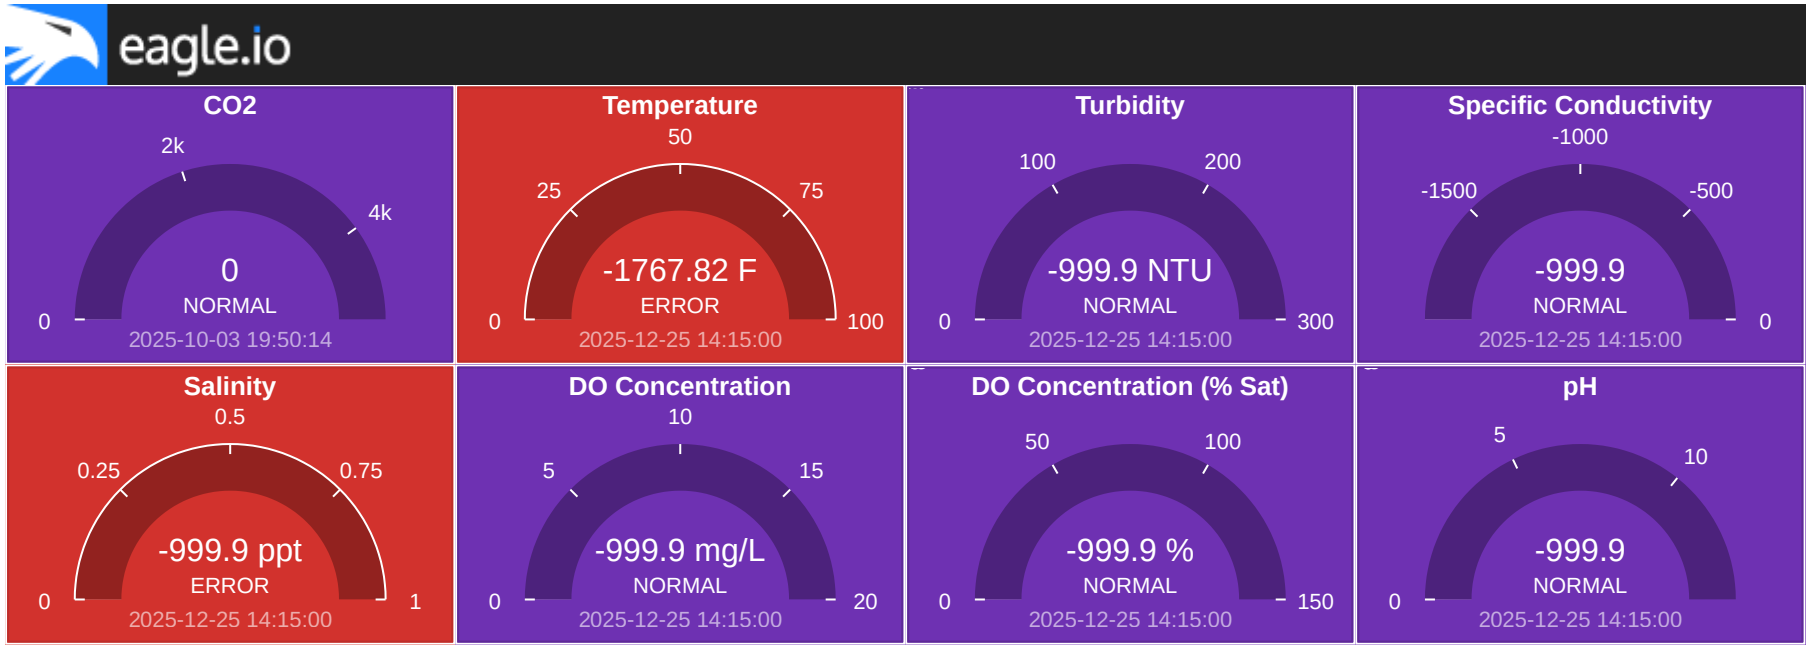 eagle.io
CO2
2k
4k
0
NORMAL
0
2025-10-03 19:50:14
Temperature
50
25
75
-1767.82 F
ERROR
0
100
2025-12-25 14:15:00
Turbidity
100
200
-999.9 NTU
NORMAL
0
300
2025-12-25 14:15:00
Specific Conductivity
-1000
-1500
-500
-999.9
NORMAL
0
2025-12-25 14:15:00
Salinity
0.5
0.25
0.75
-999.9 ppt
ERROR
0
1
2025-12-25 14:15:00
DO Concentration
10
5
15
-999.9 mg/L
NORMAL
0
20
2025-12-25 14:15:00
DO Concentration (% Sat)
50
100
-999.9 %
NORMAL
0
150
2025-12-25 14:15:00
pH
5
10
-999.9
NORMAL
0
2025-12-25 14:15:00